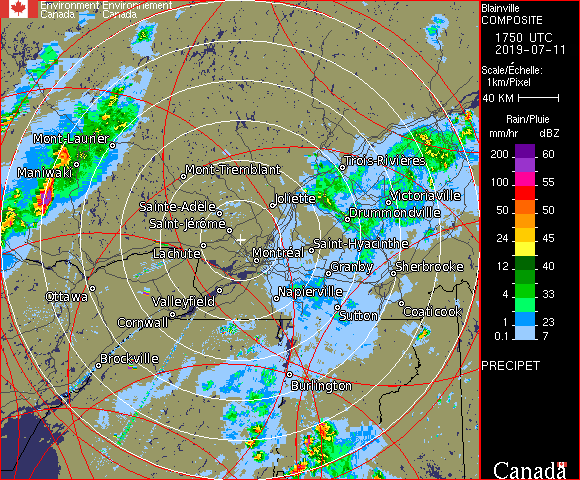 Environment Environnement
Canada Canada
Blainville
COMPOSITE
1750 UTC
2019-07-11
Scale/Échelle:
1km/Pixel
40 KM
Rain/Pluie
mm/hr dBZ
200 60
100 55
50 50
24 45
12 40
4 33
1 23
0.1 7
PRECIPET
Canada
Mont-Laurier
Maniwaki
Mont-Tremblant
Trois-Rivières
Joliette
Victoriaville
Sainte-Adèle
Drummondville
Saint-Jérôme
Saint-Hyacinthe
Lachute
Montréal
Granby
Sherbrooke
Ottawa
Valleyfield
Napierville
Cornwall
Sutton
Coaticook
Brockville
Burlington